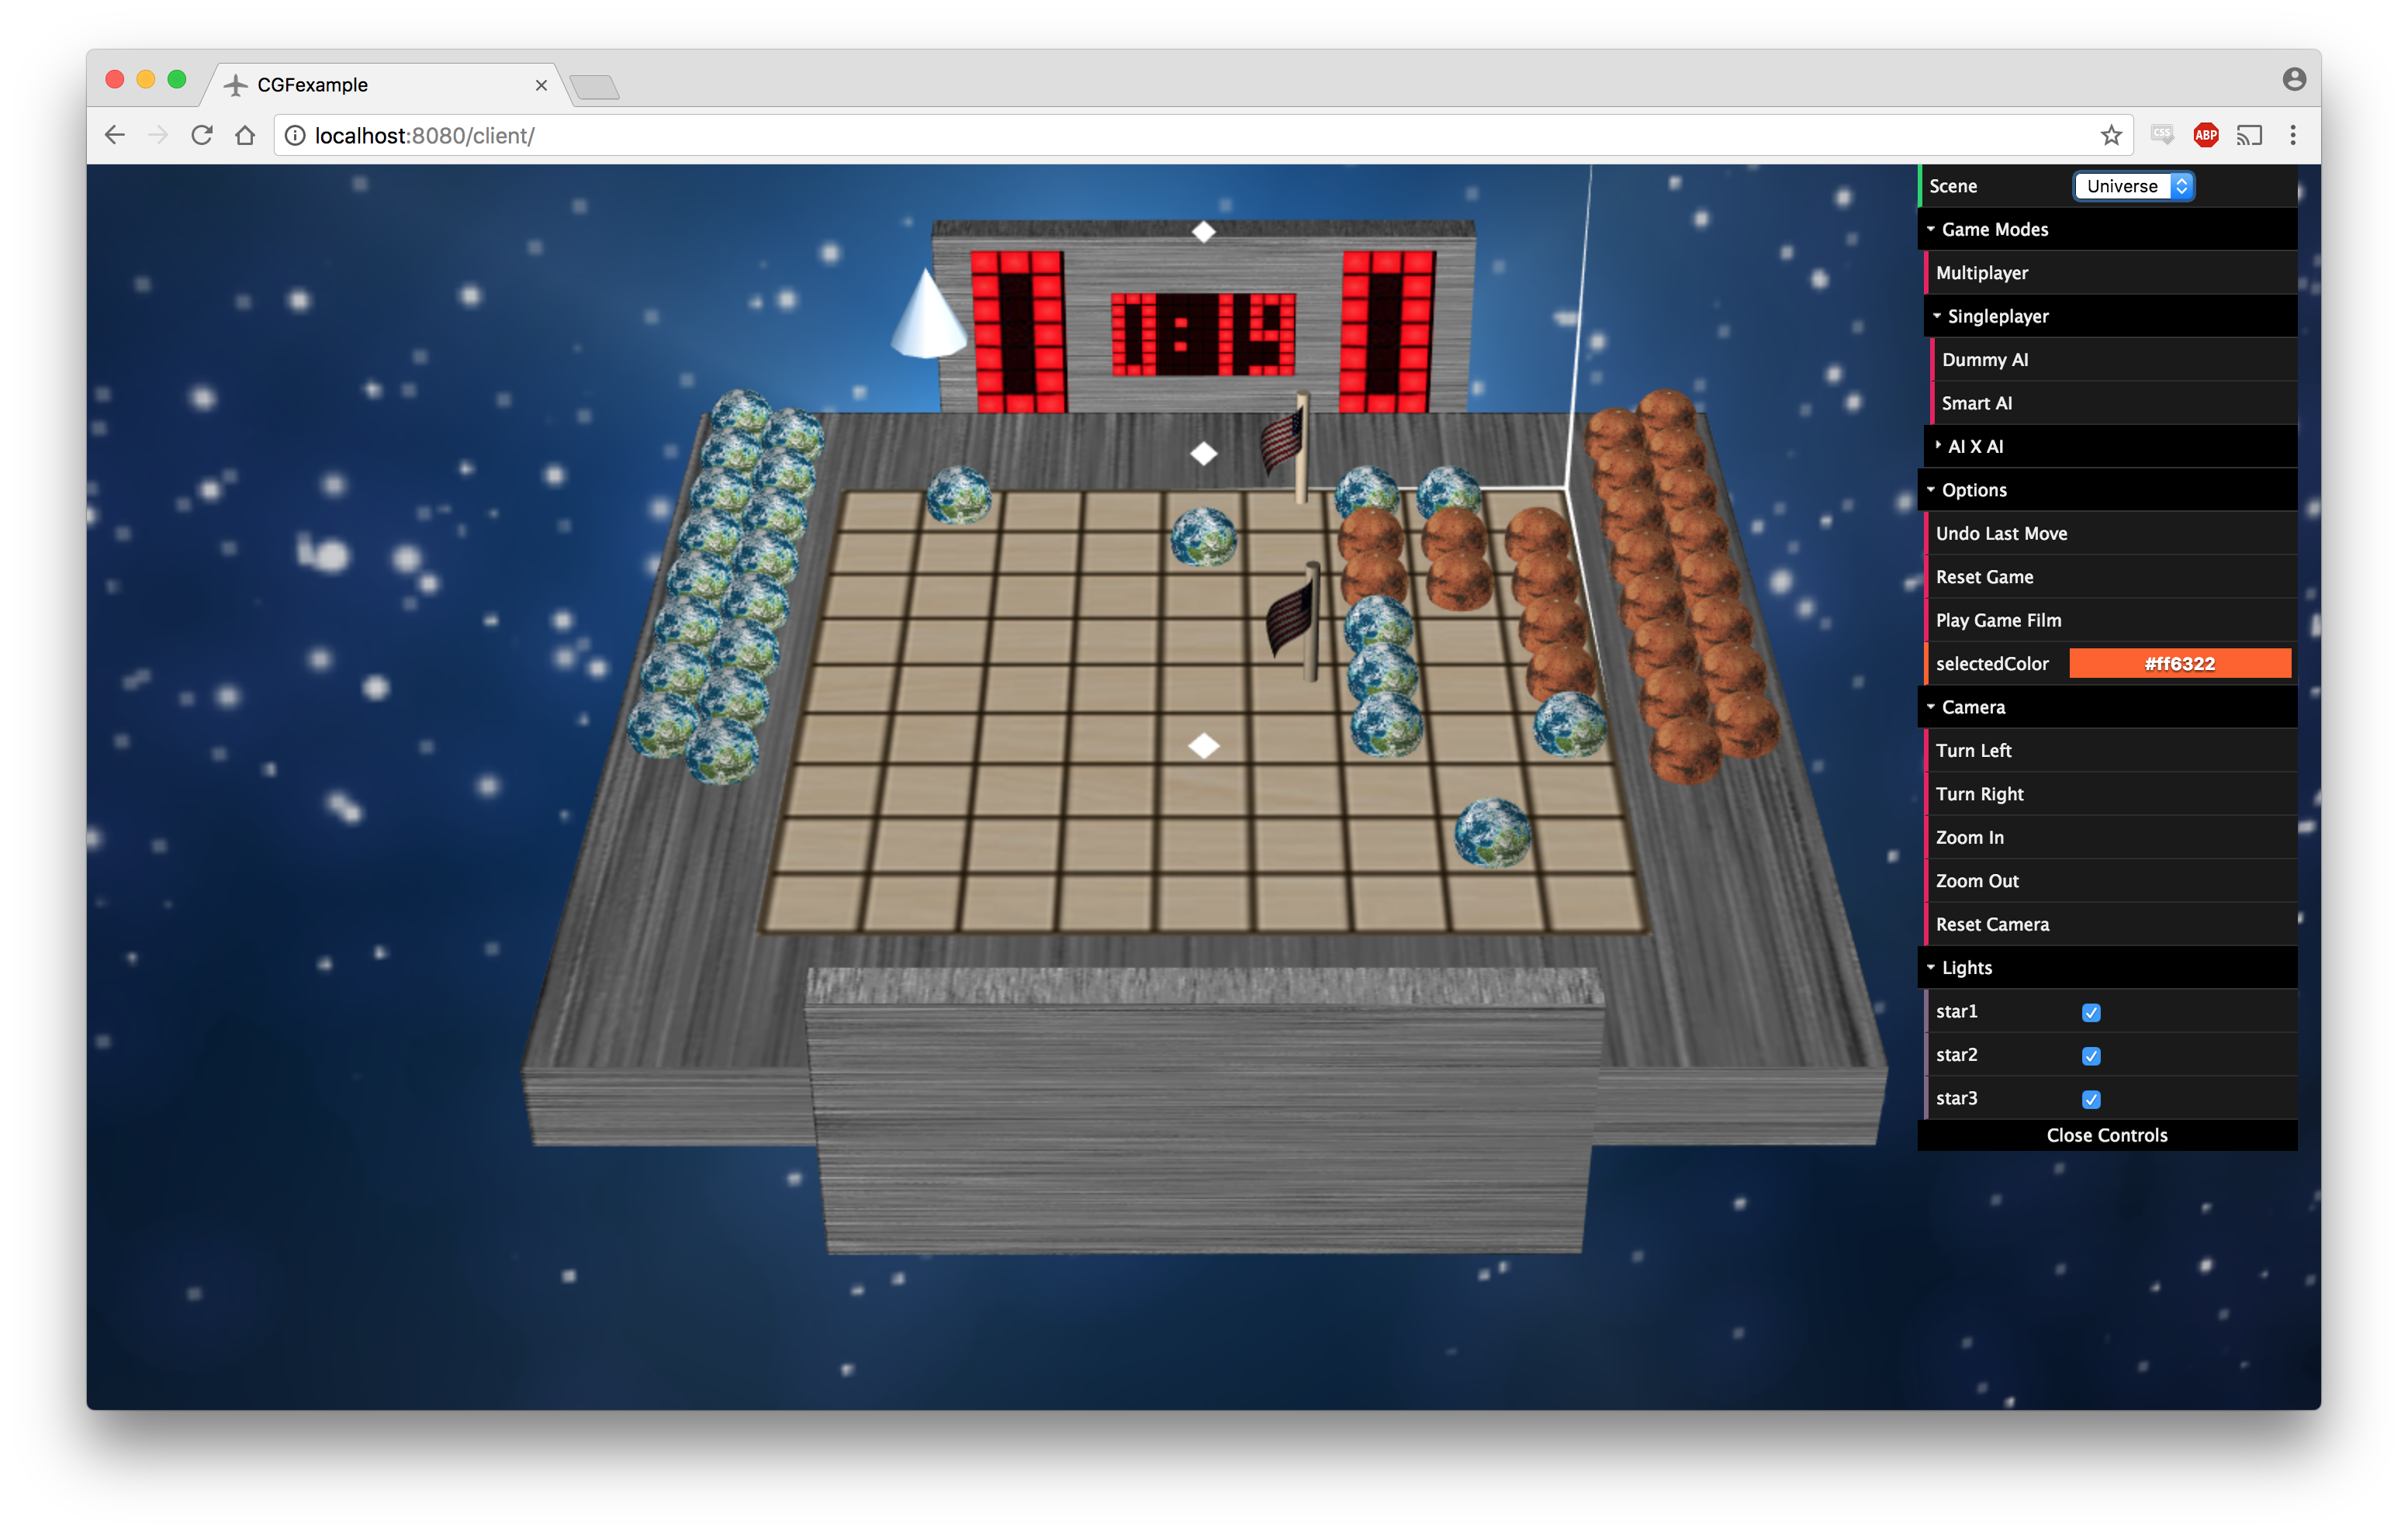 CGFexample
localhost:8080/client/
CSS
ABP
Scene
Universe
Game Modes
Multiplayer
Singleplayer
Dummy AI
Smart AI
AI X AI
Options
Undo Last Move
Reset Game
Play Game Film
selectedColor
#ff6322
Camera
Turn Left
Turn Right
Zoom In
Zoom Out
Reset Camera
Lights
star1
star2
star3
Close Controls